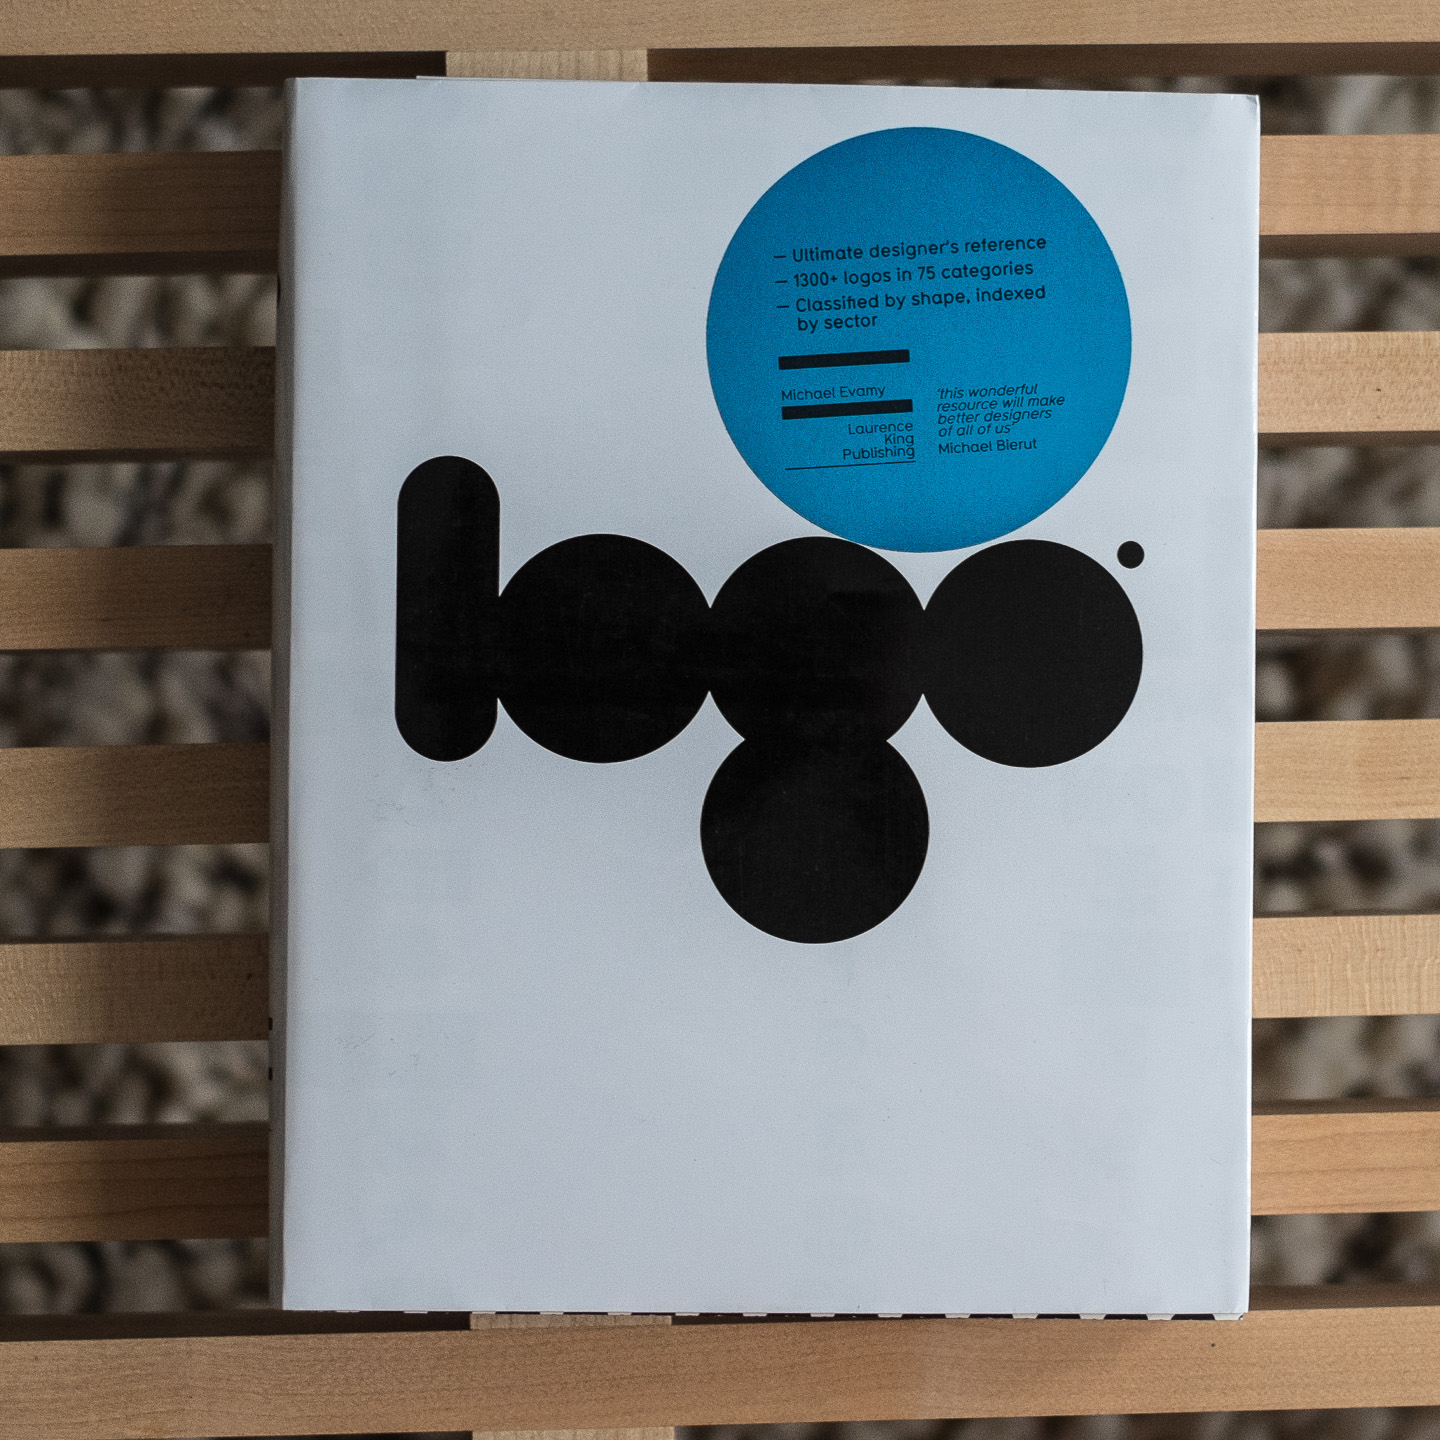 — Ultimate designer's reference
— 1300+ logos in 75 categories
— Classified by shape, indexed
by sector
Michael Evamy
Laurence
King
Publishing
'this wonderful
resource will make
better designers
of all of us'
Michael Bierut
logo